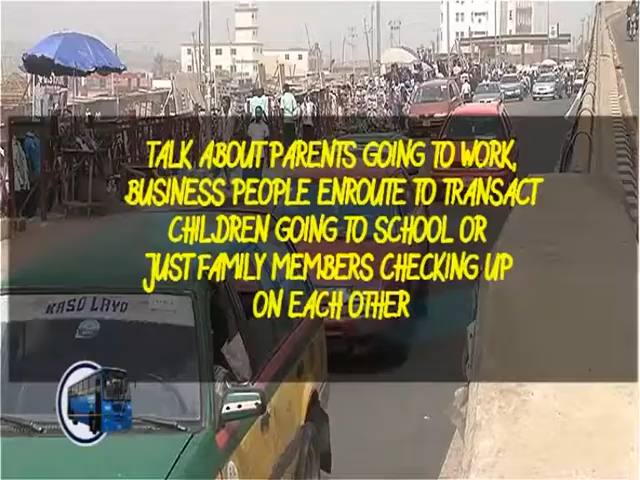 TALK ABOUT PARENTS GOING TO WORK,
BUSINESS PEOPLE ENROUTE TO TRANSACT
CHILDREN GOING TO SCHOOL OR
JUST FAMILY MEMBERS CHECKING UP
ON EACH OTHER
KASO LAYO